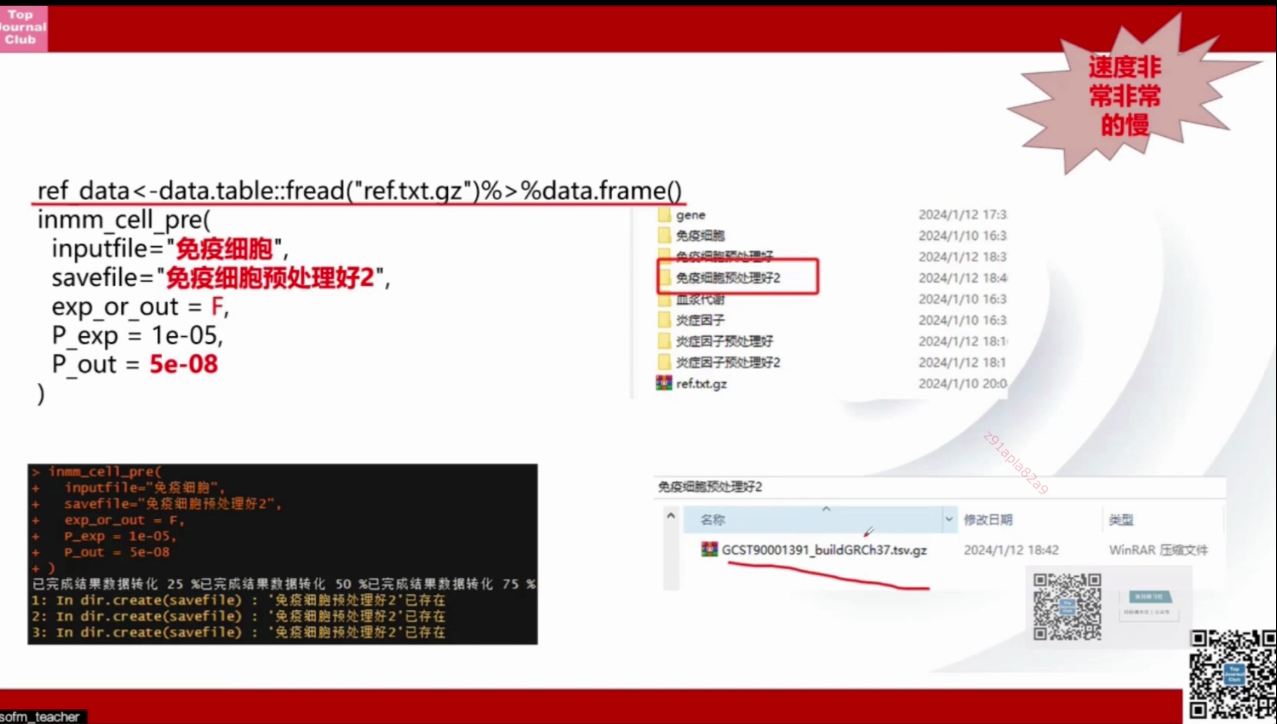 Top
Journal
Club
速度非
常非常
的慢
ref_data<-data.table::fread("ref.txt.gz")%>%data.frame()
inmm_cell_pre(
inputfile="免疫细胞",
savefile="免疫细胞预处理好2",
exp_or_out = F,
P_exp = 1e-05,
P_out = 5e-08
)
gene 2024/1/12 17:3
免疫细胞 2024/1/10 16:3
免疫细胞预处理好 2024/1/12 18:3
免疫细胞预处理好2 2024/1/12 18:4
血浆代谢 2024/1/10 16:3
炎症因子 2024/1/10 16:3
炎症因子预处理好 2024/1/12 18:1
炎症因子预处理好2 2024/1/12 18:1
ref.txt.gz 2024/1/10 20:0
z91apla82a9
> inmm_cell_pre(
+ inputfile="免疫细胞",
+ savefile="免疫细胞预处理好2",
+ exp_or_out = F,
+ P_exp = 1e-05,
+ P_out = 5e-08
+ )
已完成结果数据转化 25 %已完成结果数据转化 50 %已完成结果数据转化 75 %
1: In dir.create(savefile) : '免疫细胞预处理好2'已存在
2: In dir.create(savefile) : '免疫细胞预处理好2'已存在
3: In dir.create(savefile) : '免疫细胞预处理好2'已存在
免疫细胞预处理好2
名称 修改日期 类型
GCST90001391_buildGRCh37.tsv.gz 2024/1/12 18:42 WinRAR 压缩文件
Top
Journal
Club
sofm_teacher